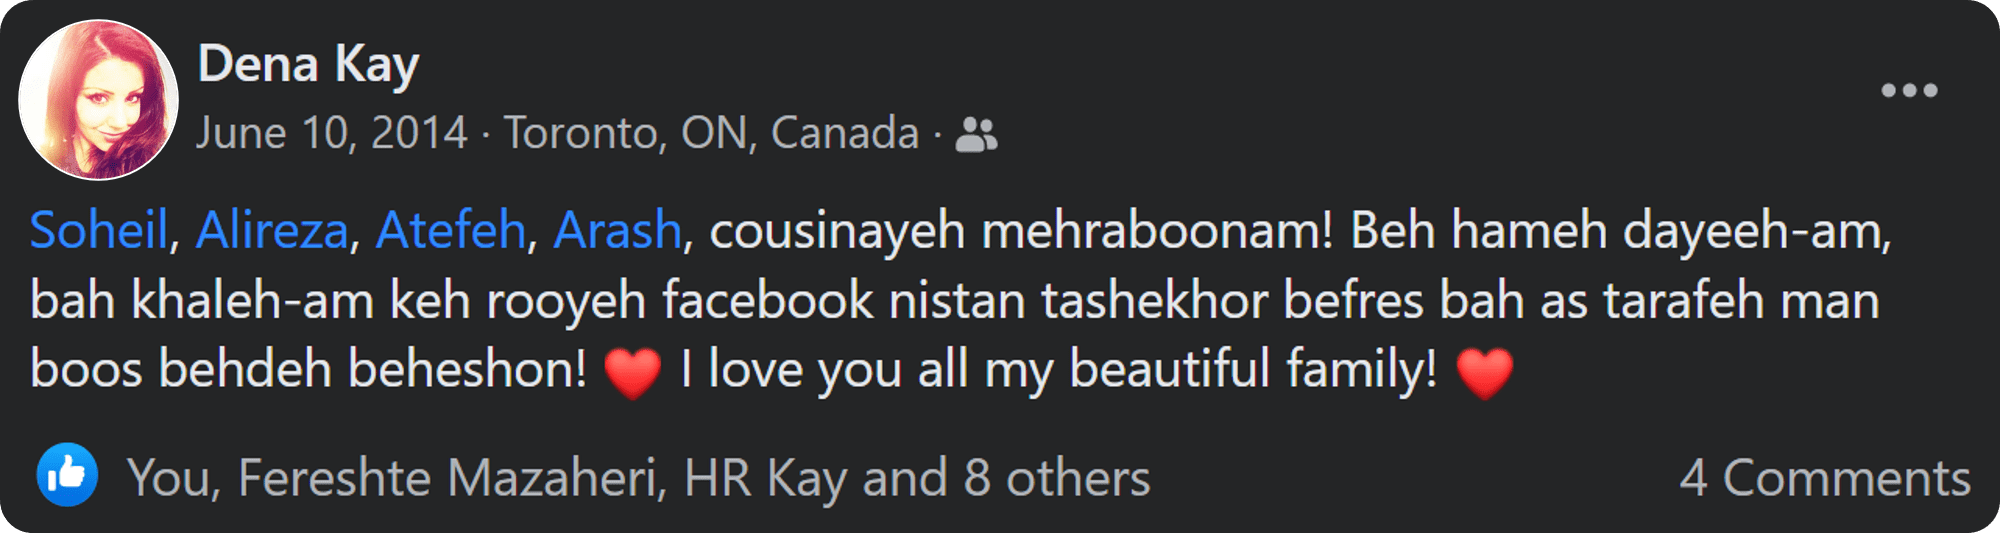 Dena Kay
June 10, 2014 · Toronto, ON, Canada ·
Soheil, Alireza, Atefeh, Arash, cousinayeh mehraboonam! Beh hameh dayeeh-am,
bah khaleh-am keh rooyeh facebook nistan tashekhor befres bah as tarafeh man
boos behdeh beheshon! ❤️ I love you all my beautiful family! ❤️
You, Fereshte Mazaheri, HR Kay and 8 others
4 Comments